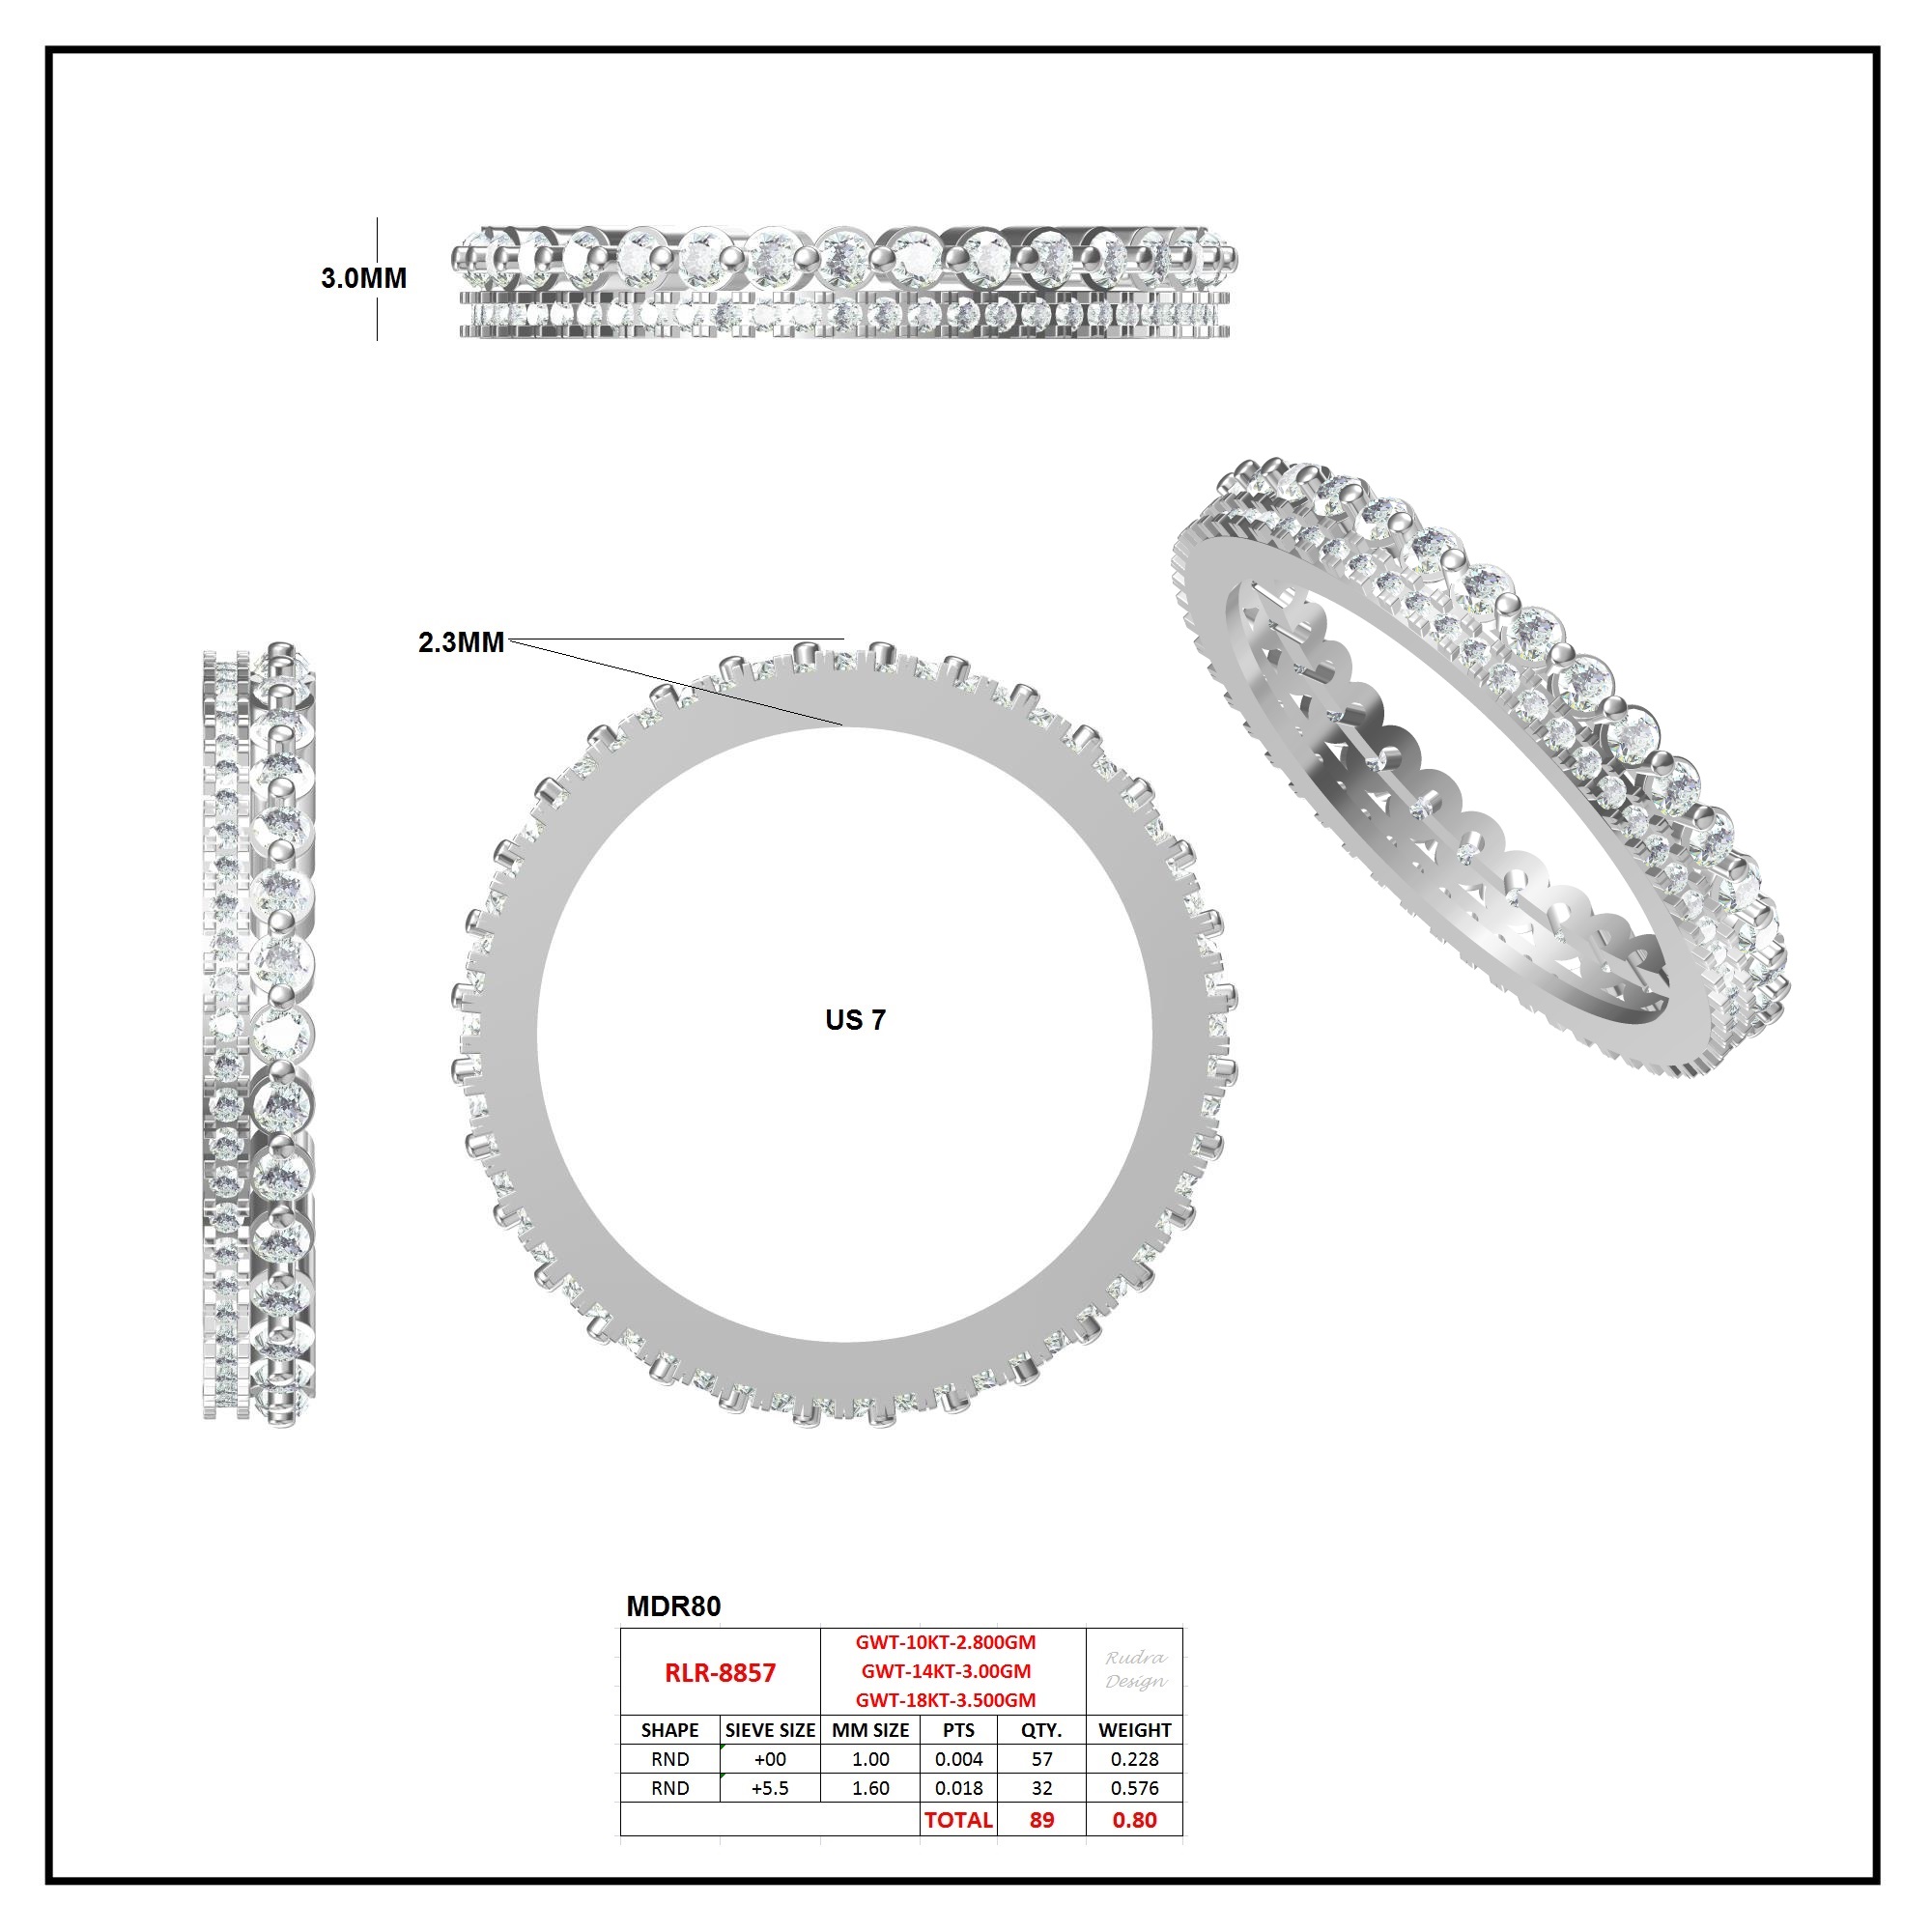 3.0MM
2.3MM
US 7
MDR80
RLR-8857
GWT-10KT-2.800GM
GWT-14KT-3.00GM
GWT-18KT-3.500GM
Rudra
Design
SHAPE SIEVE SIZE MM SIZE PTS QTY. WEIGHT
RND +00 1.00 0.004 57 0.228
RND +5.5 1.60 0.018 32 0.576
TOTAL 89 0.80